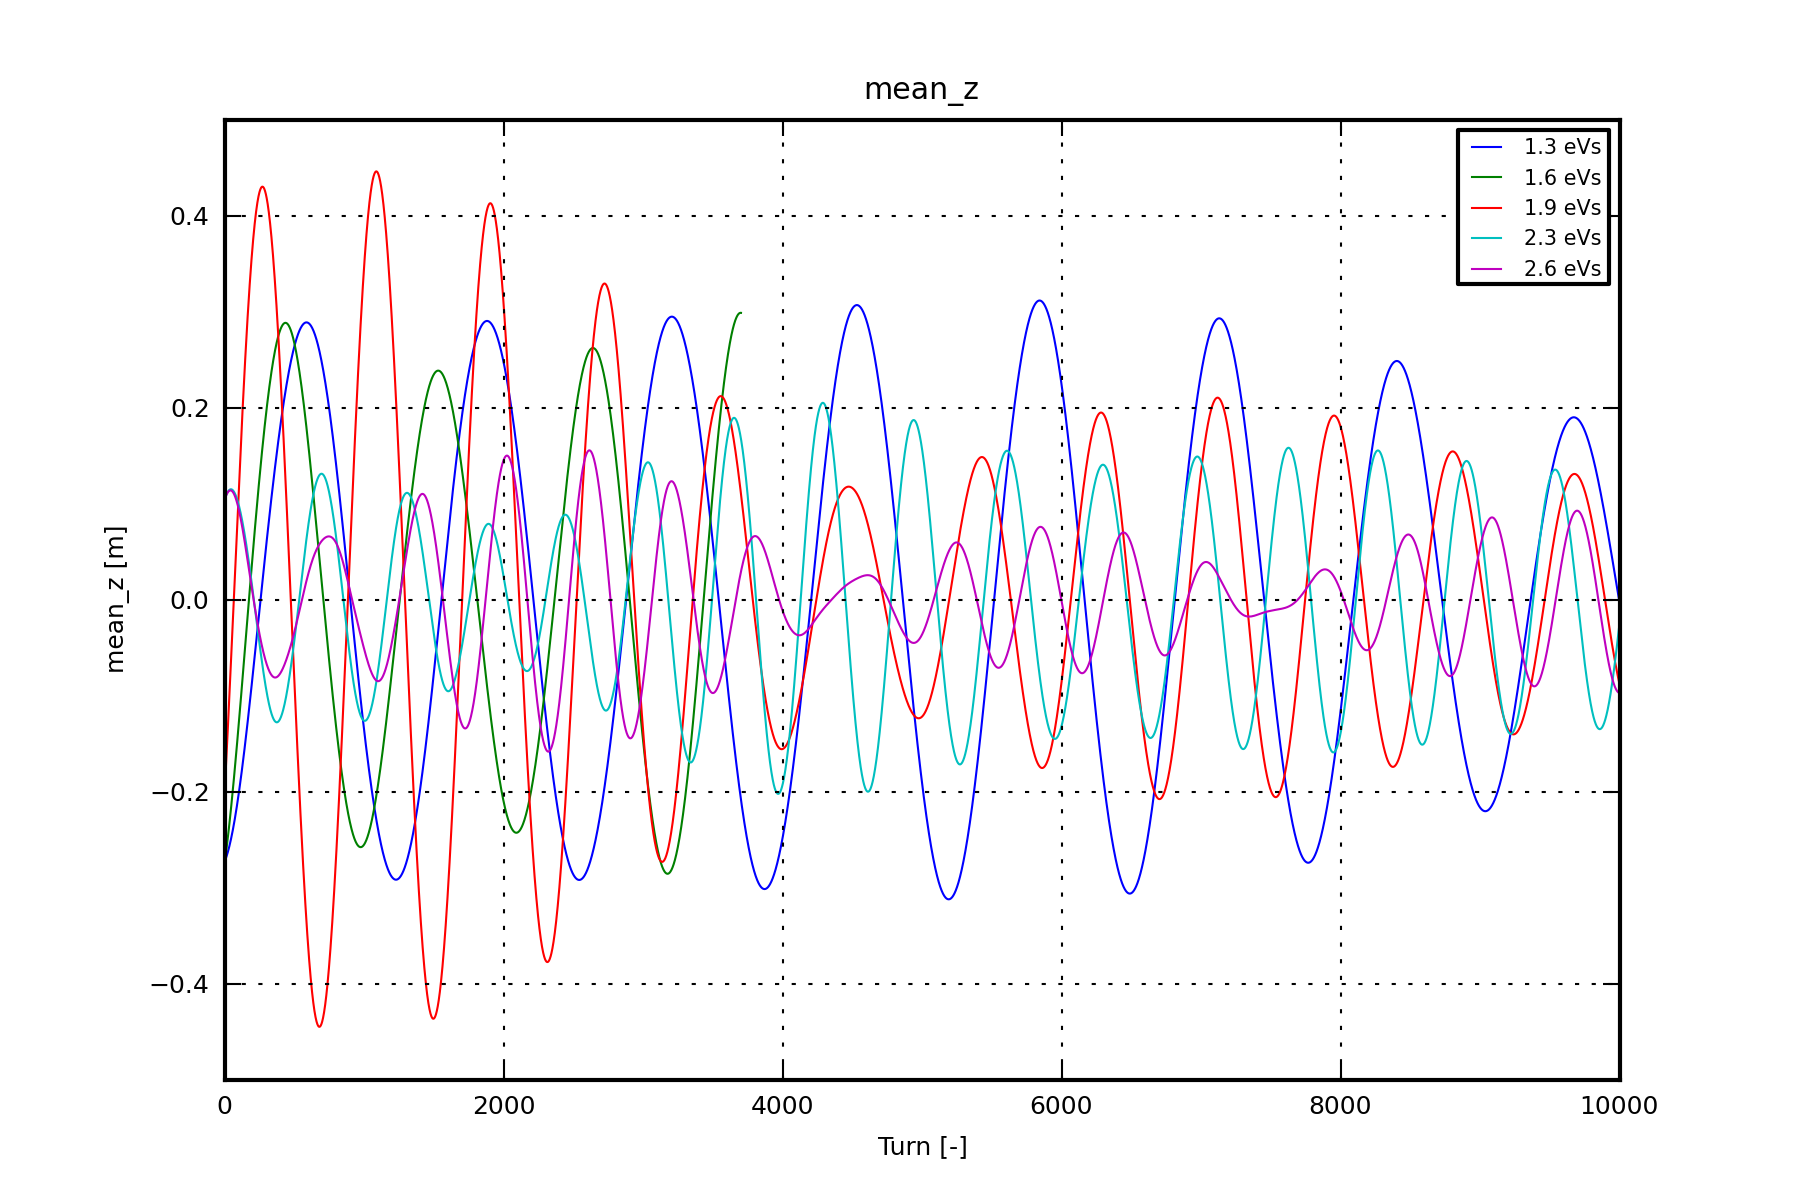 mean_z
1.3 eVs
1.6 eVs
1.9 eVs
2.3 eVs
2.6 eVs
0.4
0.2
0.0
−0.2
−0.4
mean_z [m]
0 2000 4000 6000 8000 10000
Turn [-]